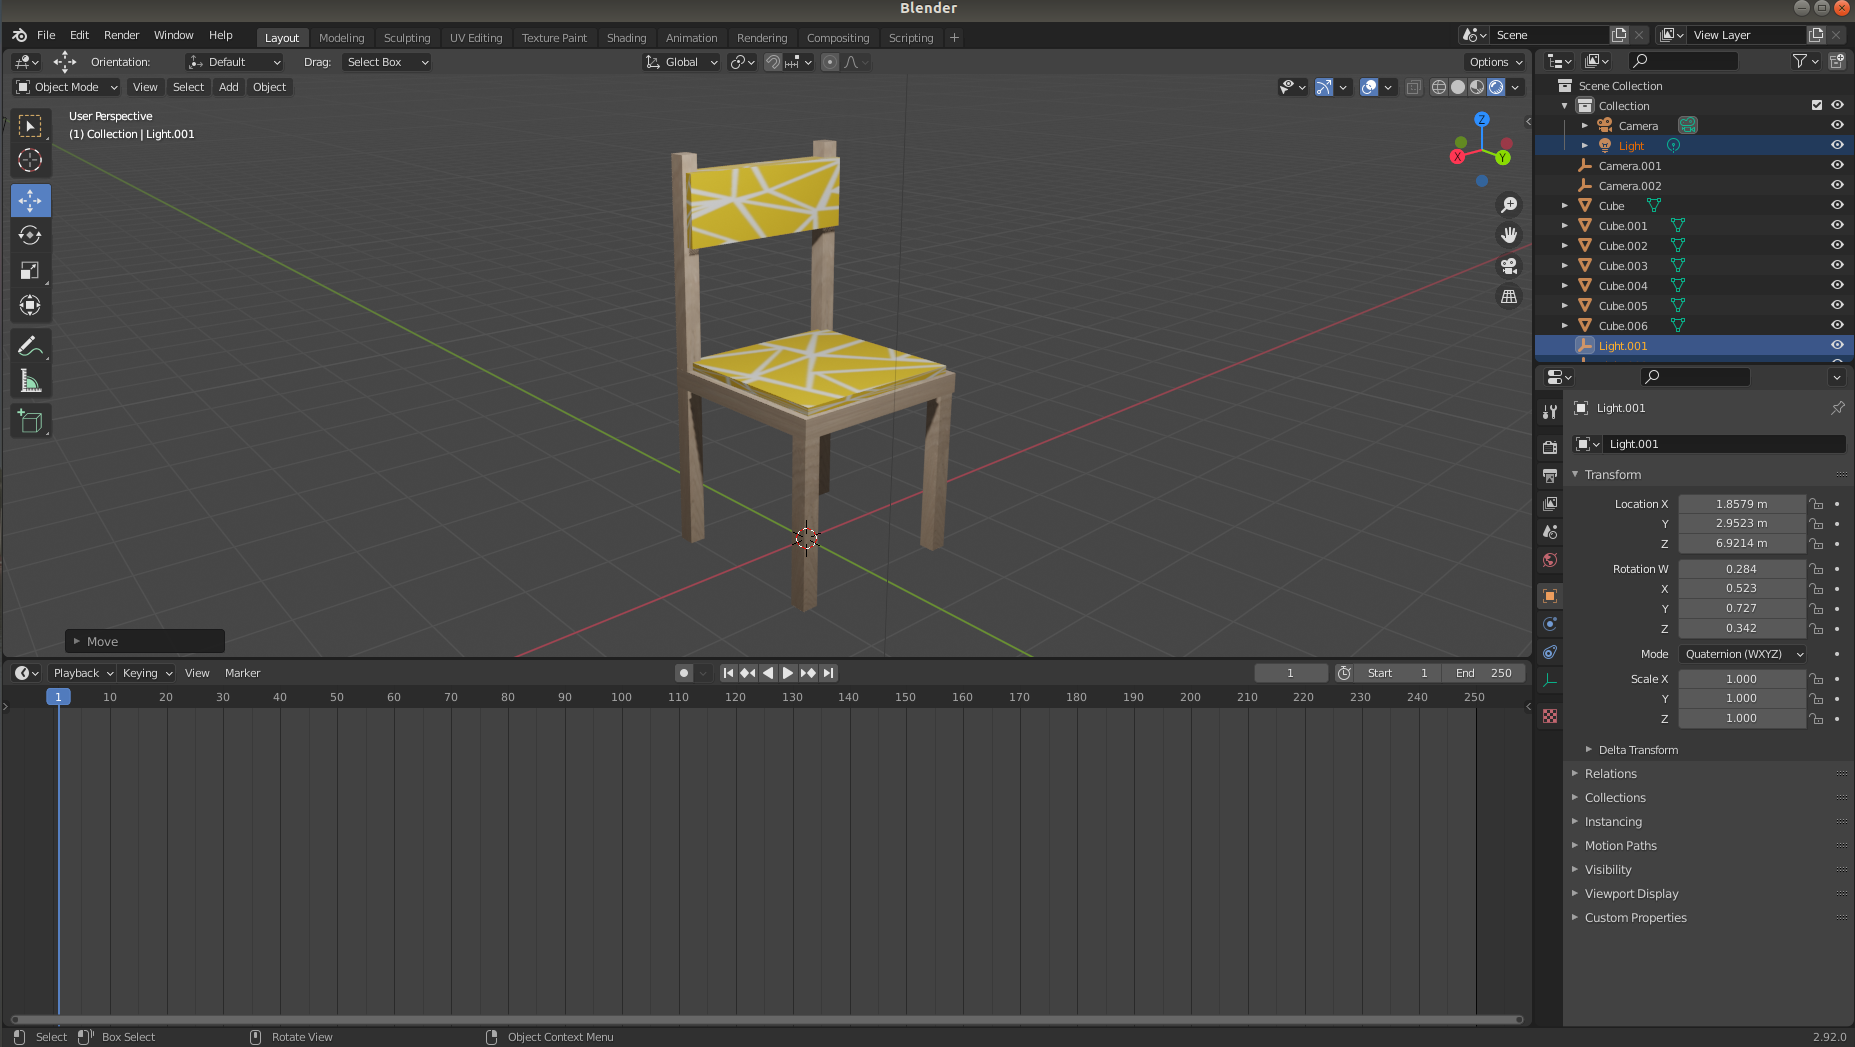 Blender
File Edit Render Window Help Layout Modeling Sculpting UV Editing Texture Paint Shading Animation Rendering Compositing Scripting + Scene View Layer
Orientation: Default Drag: Select Box Global Options
Object Mode View Select Add Object
User Perspective
(1) Collection | Light.001
Z
X
Y
Move
Scene Collection
Collection
Camera
Light
Camera.001
Camera.002
Cube
Cube.001
Cube.002
Cube.003
Cube.004
Cube.005
Cube.006
Light.001
Light.001
Light.001
Transform
Location X 1.8579 m
Y 2.9523 m
Z 6.9214 m
Rotation W 0.284
X 0.523
Y 0.727
Z 0.342
Mode Quaternion (WXYZ)
Scale X 1.000
Y 1.000
Z 1.000
Delta Transform
Relations
Collections
Instancing
Motion Paths
Visibility
Viewport Display
Custom Properties
Playback Keying View Marker 1 Start 1 End 250
1 10 20 30 40 50 60 70 80 90 100 110 120 130 140 150 160 170 180 190 200 210 220 230 240 250
Select Box Select Rotate View Object Context Menu 2.92.0